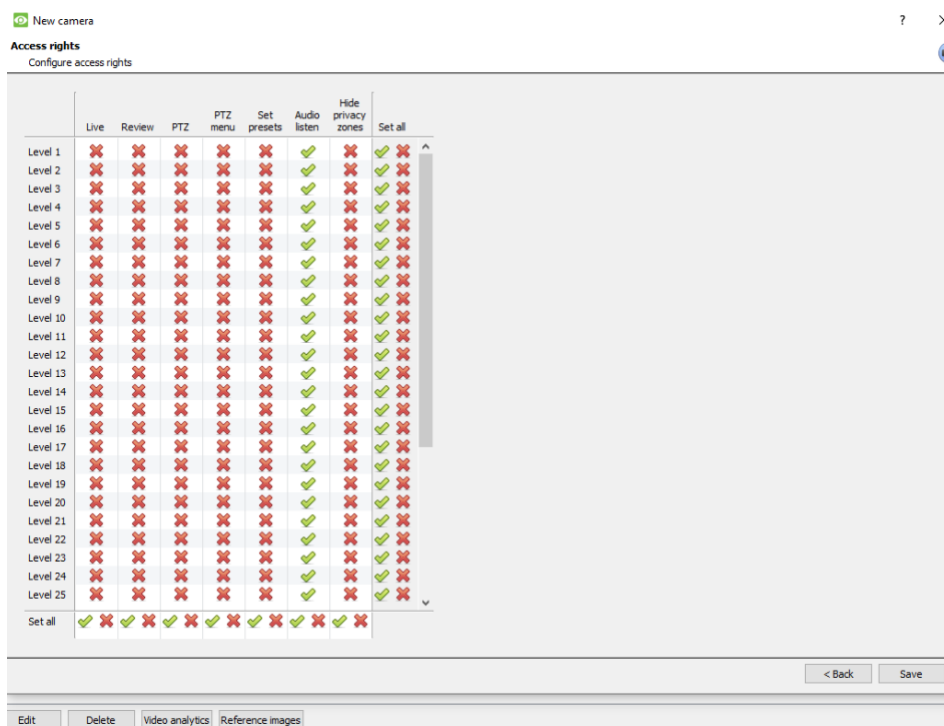 New camera
?
Access rights
Configure access rights
Live Review PTZ PTZ menu Set presets Audio listen Hide privacy zones Set all
Level 1
Level 2
Level 3
Level 4
Level 5
Level 6
Level 7
Level 8
Level 9
Level 10
Level 11
Level 12
Level 13
Level 14
Level 15
Level 16
Level 17
Level 18
Level 19
Level 20
Level 21
Level 22
Level 23
Level 24
Level 25
Set all
< Back Save
Edit Delete Video analytics Reference images